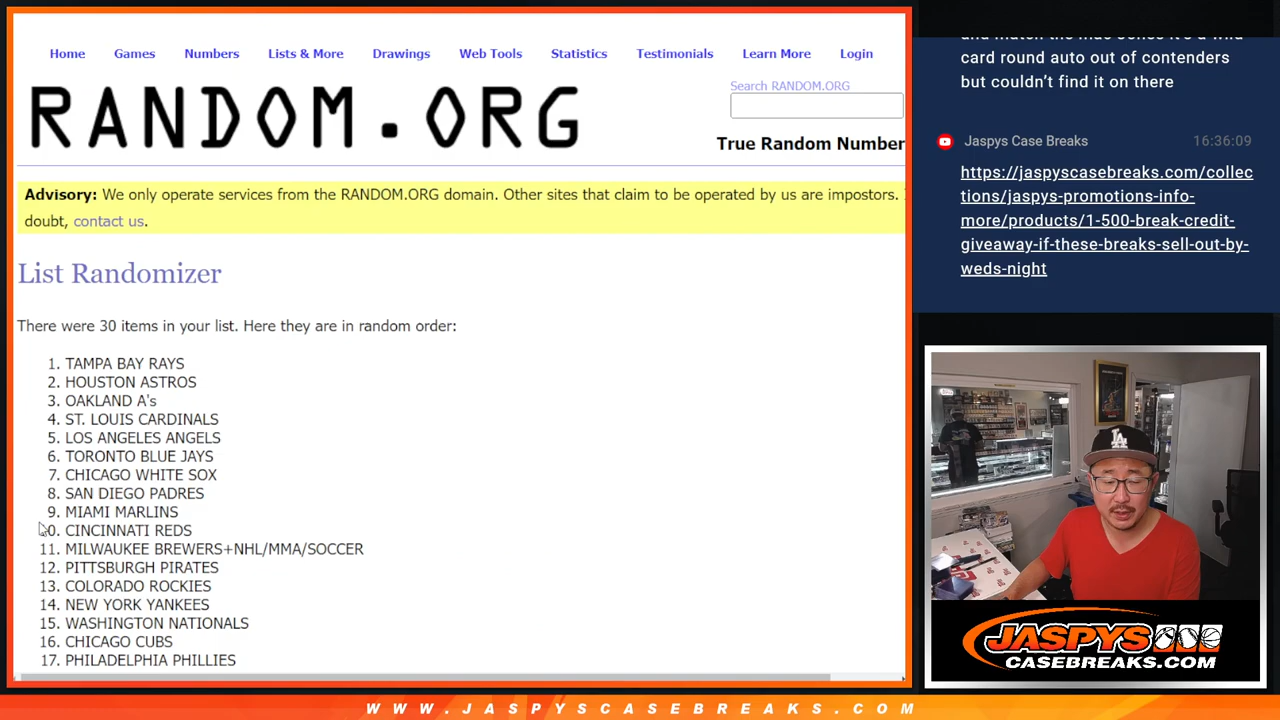 Home Games Numbers Lists & More Drawings Web Tools Statistics Testimonials Learn More Login
RANDOM.ORG
Search RANDOM.ORG
True Random Number
Advisory: We only operate services from the RANDOM.ORG domain. Other sites that claim to be operated by us are impostors.
doubt, contact us.
List Randomizer
There were 30 items in your list. Here they are in random order:
1. TAMPA BAY RAYS
2. HOUSTON ASTROS
3. OAKLAND A's
4. ST. LOUIS CARDINALS
5. LOS ANGELES ANGELS
6. TORONTO BLUE JAYS
7. CHICAGO WHITE SOX
8. SAN DIEGO PADRES
9. MIAMI MARLINS
10. CINCINNATI REDS
11. MILWAUKEE BREWERS+NHL/MMA/SOCCER
12. PITTSBURGH PIRATES
13. COLORADO ROCKIES
14. NEW YORK YANKEES
15. WASHINGTON NATIONALS
16. CHICAGO CUBS
17. PHILADELPHIA PHILLIES
card round auto out of contenders
but couldn't find it on there
Jaspys Case Breaks 16:36:09
https://jaspyscasebreaks.com/collec
tions/jaspys-promotions-info-
more/products/1-500-break-credit-
giveaway-if-these-breaks-sell-out-by-
weds-night
LA
JASPYS
CASEBREAKS.COM
WWW.JASPYSCASEBREAKS.COM